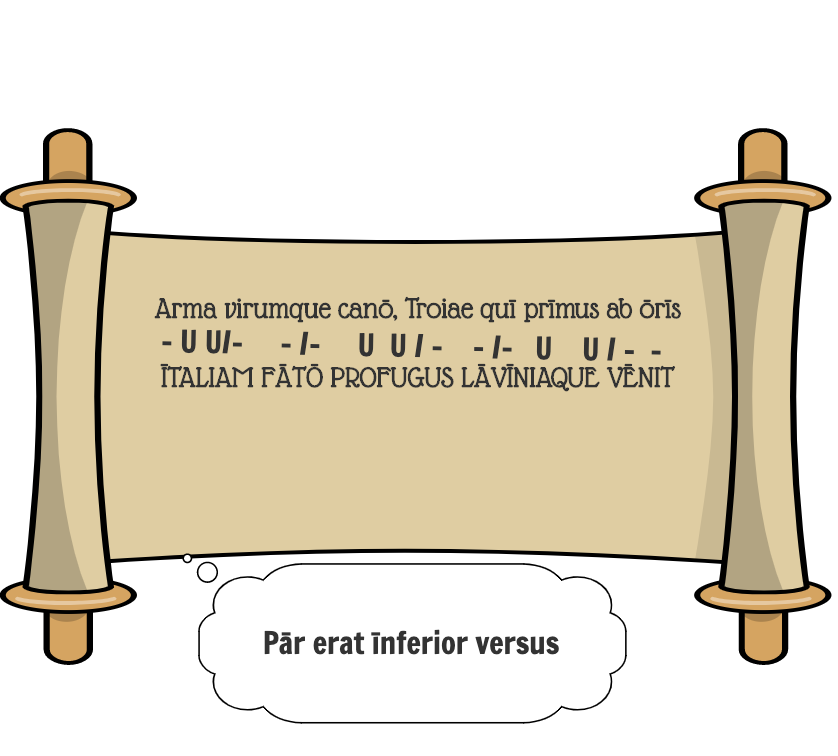 Arma virumque canō, Troiae quī prīmus ab ōrīs
- U U/- - /- U U / - - /- U U / - -
ĪTALIAM FĀTŌ PROFUGUS LĀVĪNIAQUE VĒNIT
Pār erat īnferior versus